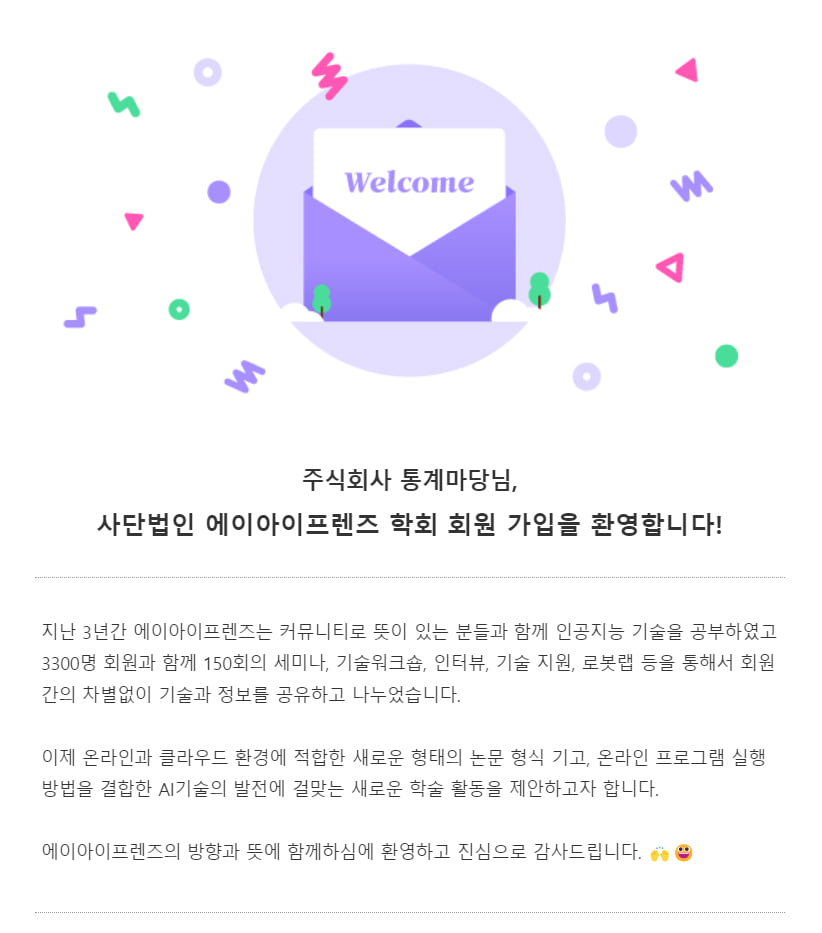 Welcome
주식회사 통계마당님,
사단법인 에이아이프렌즈 학회 회원 가입을 환영합니다!
지난 3년간 에이아이프렌즈는 커뮤니티로 뜻이 있는 분들과 함께 인공지능 기술을 공부하였고
3300명 회원과 함께 150회의 세미나, 기술워크숍, 인터뷰, 기술 지원, 로봇랩 등을 통해서 회원
간의 차별없이 기술과 정보를 공유하고 나누었습니다.
이제 온라인과 클라우드 환경에 적합한 새로운 형태의 논문 형식 기고, 온라인 프로그램 실행
방법을 결합한 AI기술의 발전에 걸맞는 새로운 학술 활동을 제안하고자 합니다.
에이아이프렌즈의 방향과 뜻에 함께하심에 환영하고 진심으로 감사드립니다. 🙌 😀